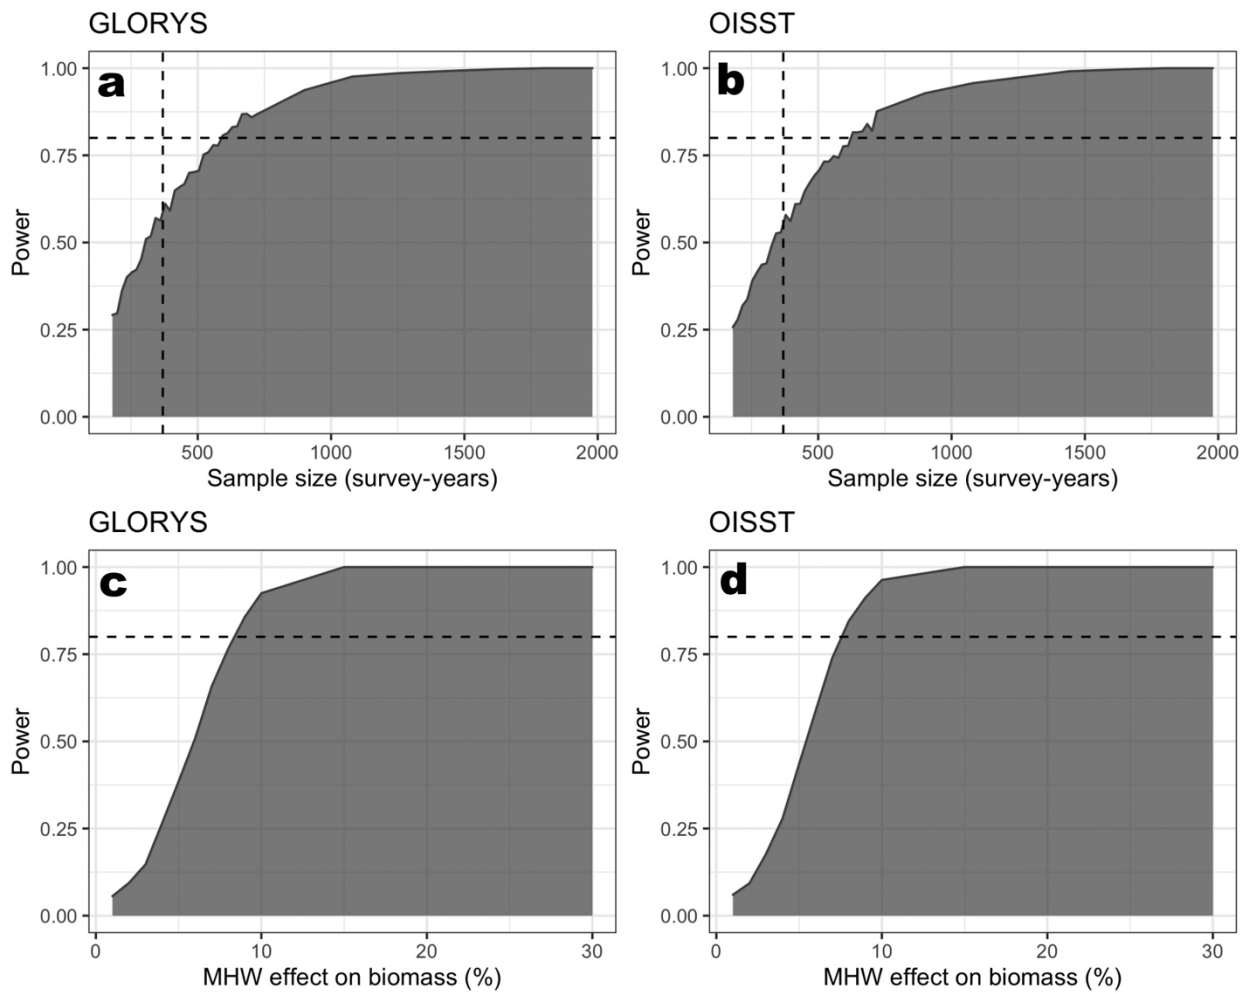 GLORYS
a
1.00
0.75
0.50
0.25
0.00
Power
500
1000
1500
2000
Sample size (survey-years)
OISST
b
1.00
0.75
0.50
0.25
0.00
Power
500
1000
1500
2000
Sample size (survey-years)
GLORYS
c
1.00
0.75
0.50
0.25
0.00
Power
0
10
20
30
MHW effect on biomass (%)
OISST
d
1.00
0.75
0.50
0.25
0.00
Power
0
10
20
30
MHW effect on biomass (%)